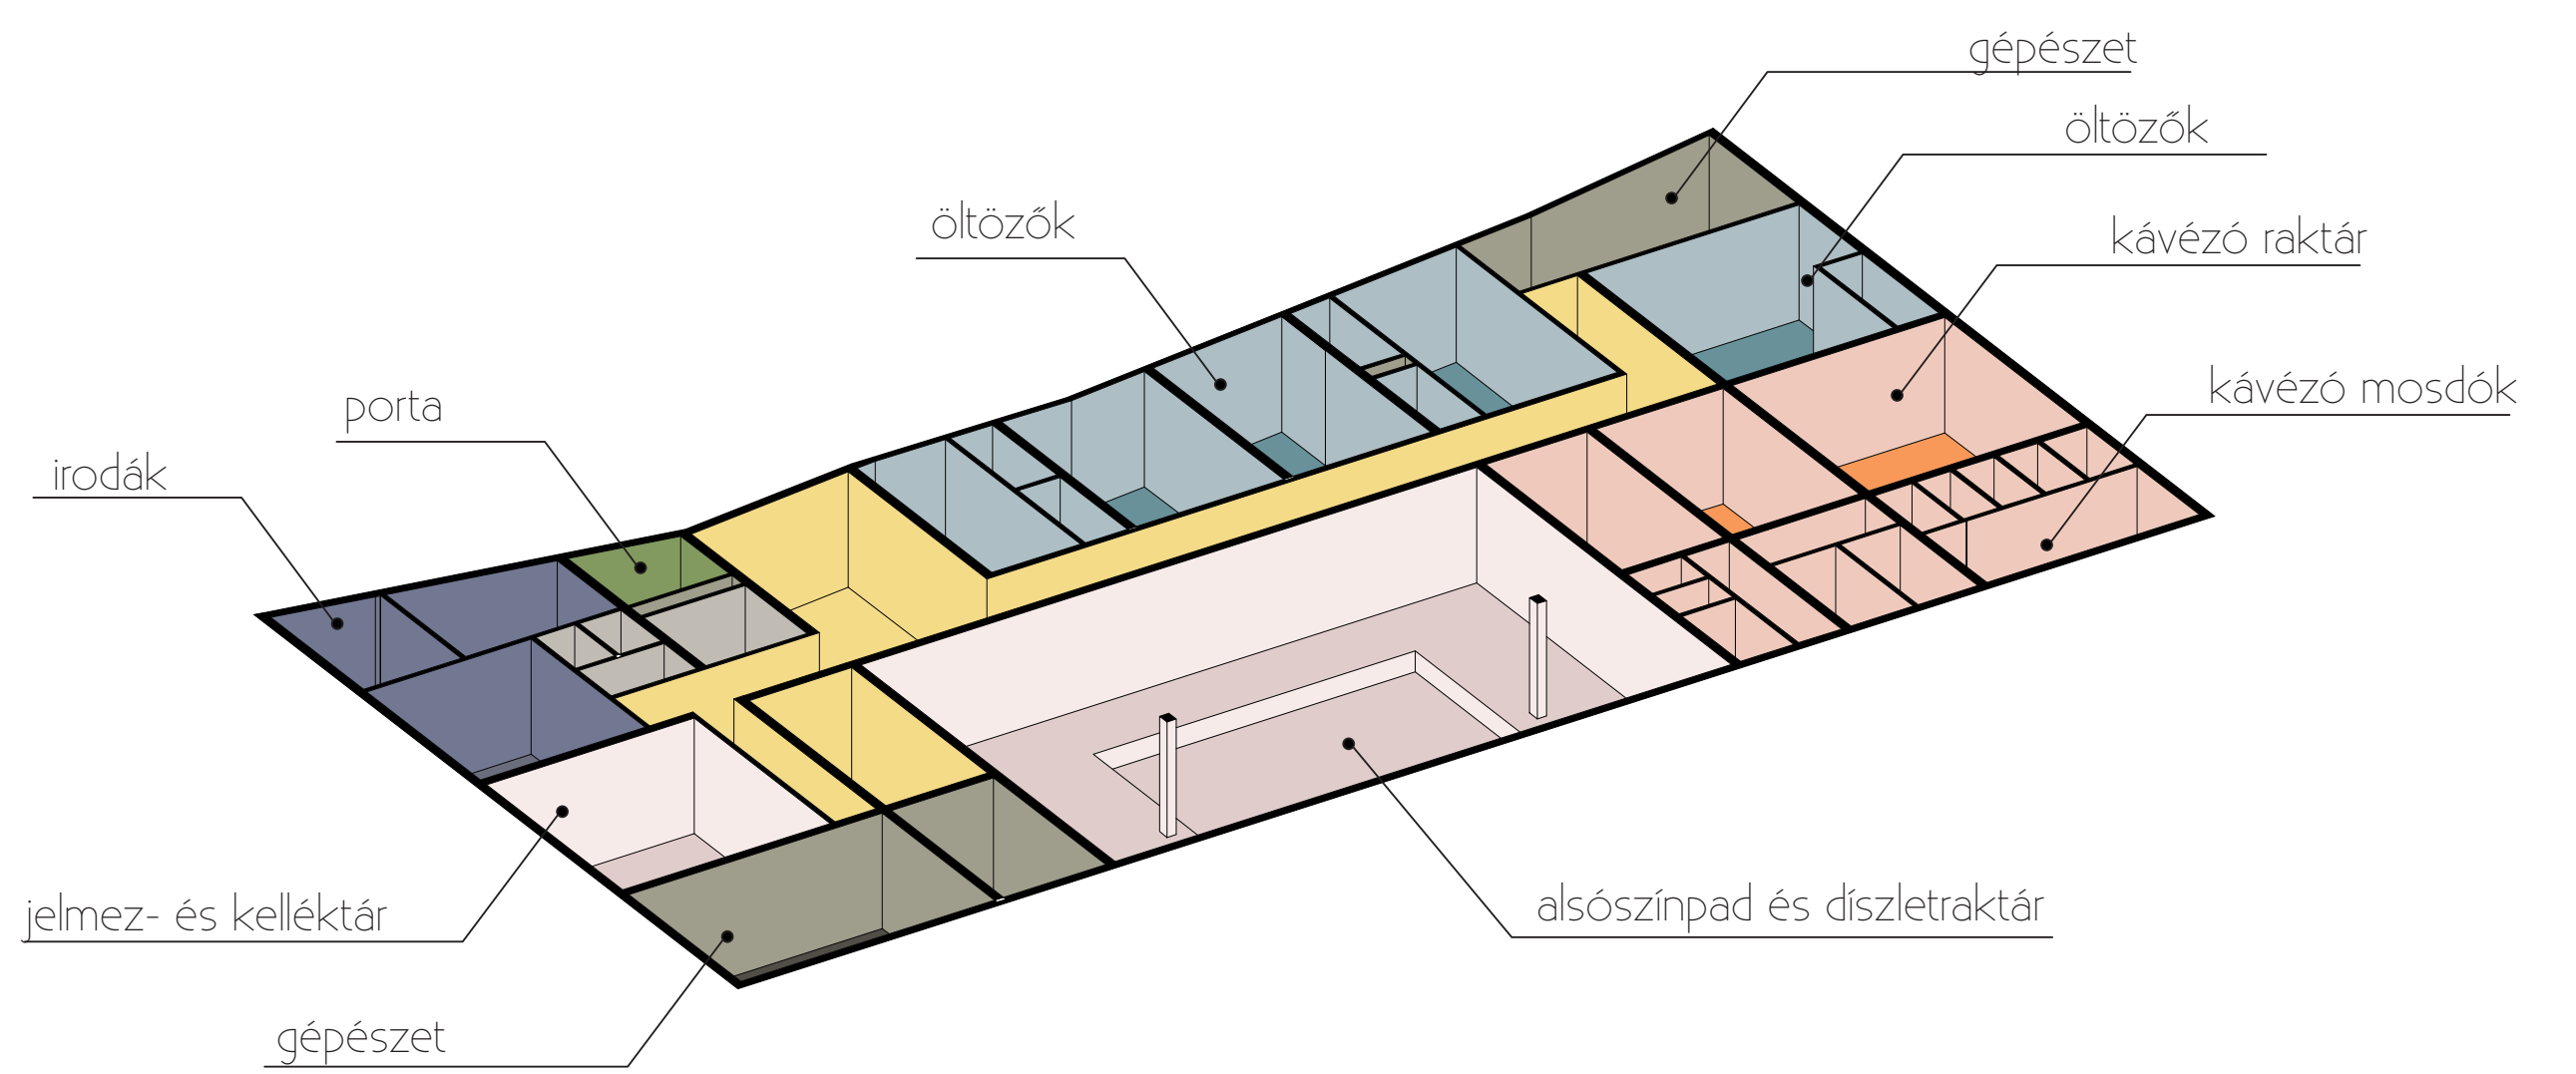 gépészet
öltözők
öltözők
kávézó raktár
kávézó mosdók
porta
irodák
jelmez- és kelléktár
alsószínpad és díszletraktár
gépészet